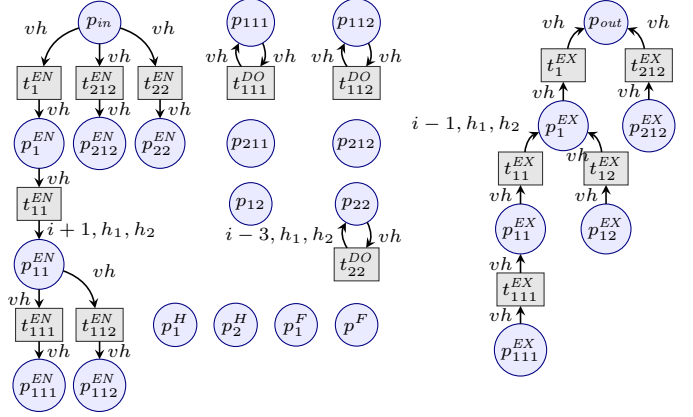 p_in p_111 p_112 p_out
vh vh vh vh vh vh vh vh vh
t_1^EN t_212^EN t_22^EN t_111^DO t_112^DO t_1^EX t_212^EX
vh vh vh vh
p_1^EN p_212^EN p_22^EN p_211 p_212 i − 1, h_1, h_2 p_1^EX p_212^EX
vh vh
t_11^EN p_12 p_22 t_11^EX t_12^EX
i + 1, h_1, h_2 i − 3, h_1, h_2 vh vh vh
p_11^EN vh t_22^DO p_11^EX p_12^EX
vh vh
t_111^EN t_112^EN p_1^H p_2^H p_1^F p^F t_111^EX
vh vh vh
p_111^EN p_112^EN p_111^EX